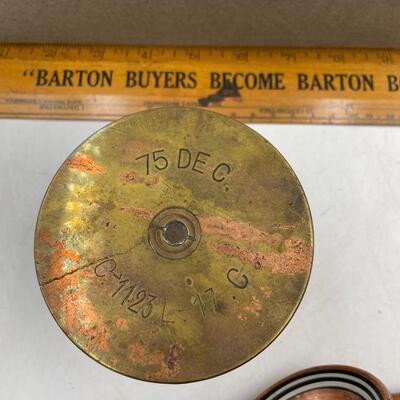 "BARTON BUYERS BECOME BARTON B
75 DE C.
C-1123 L 17. C